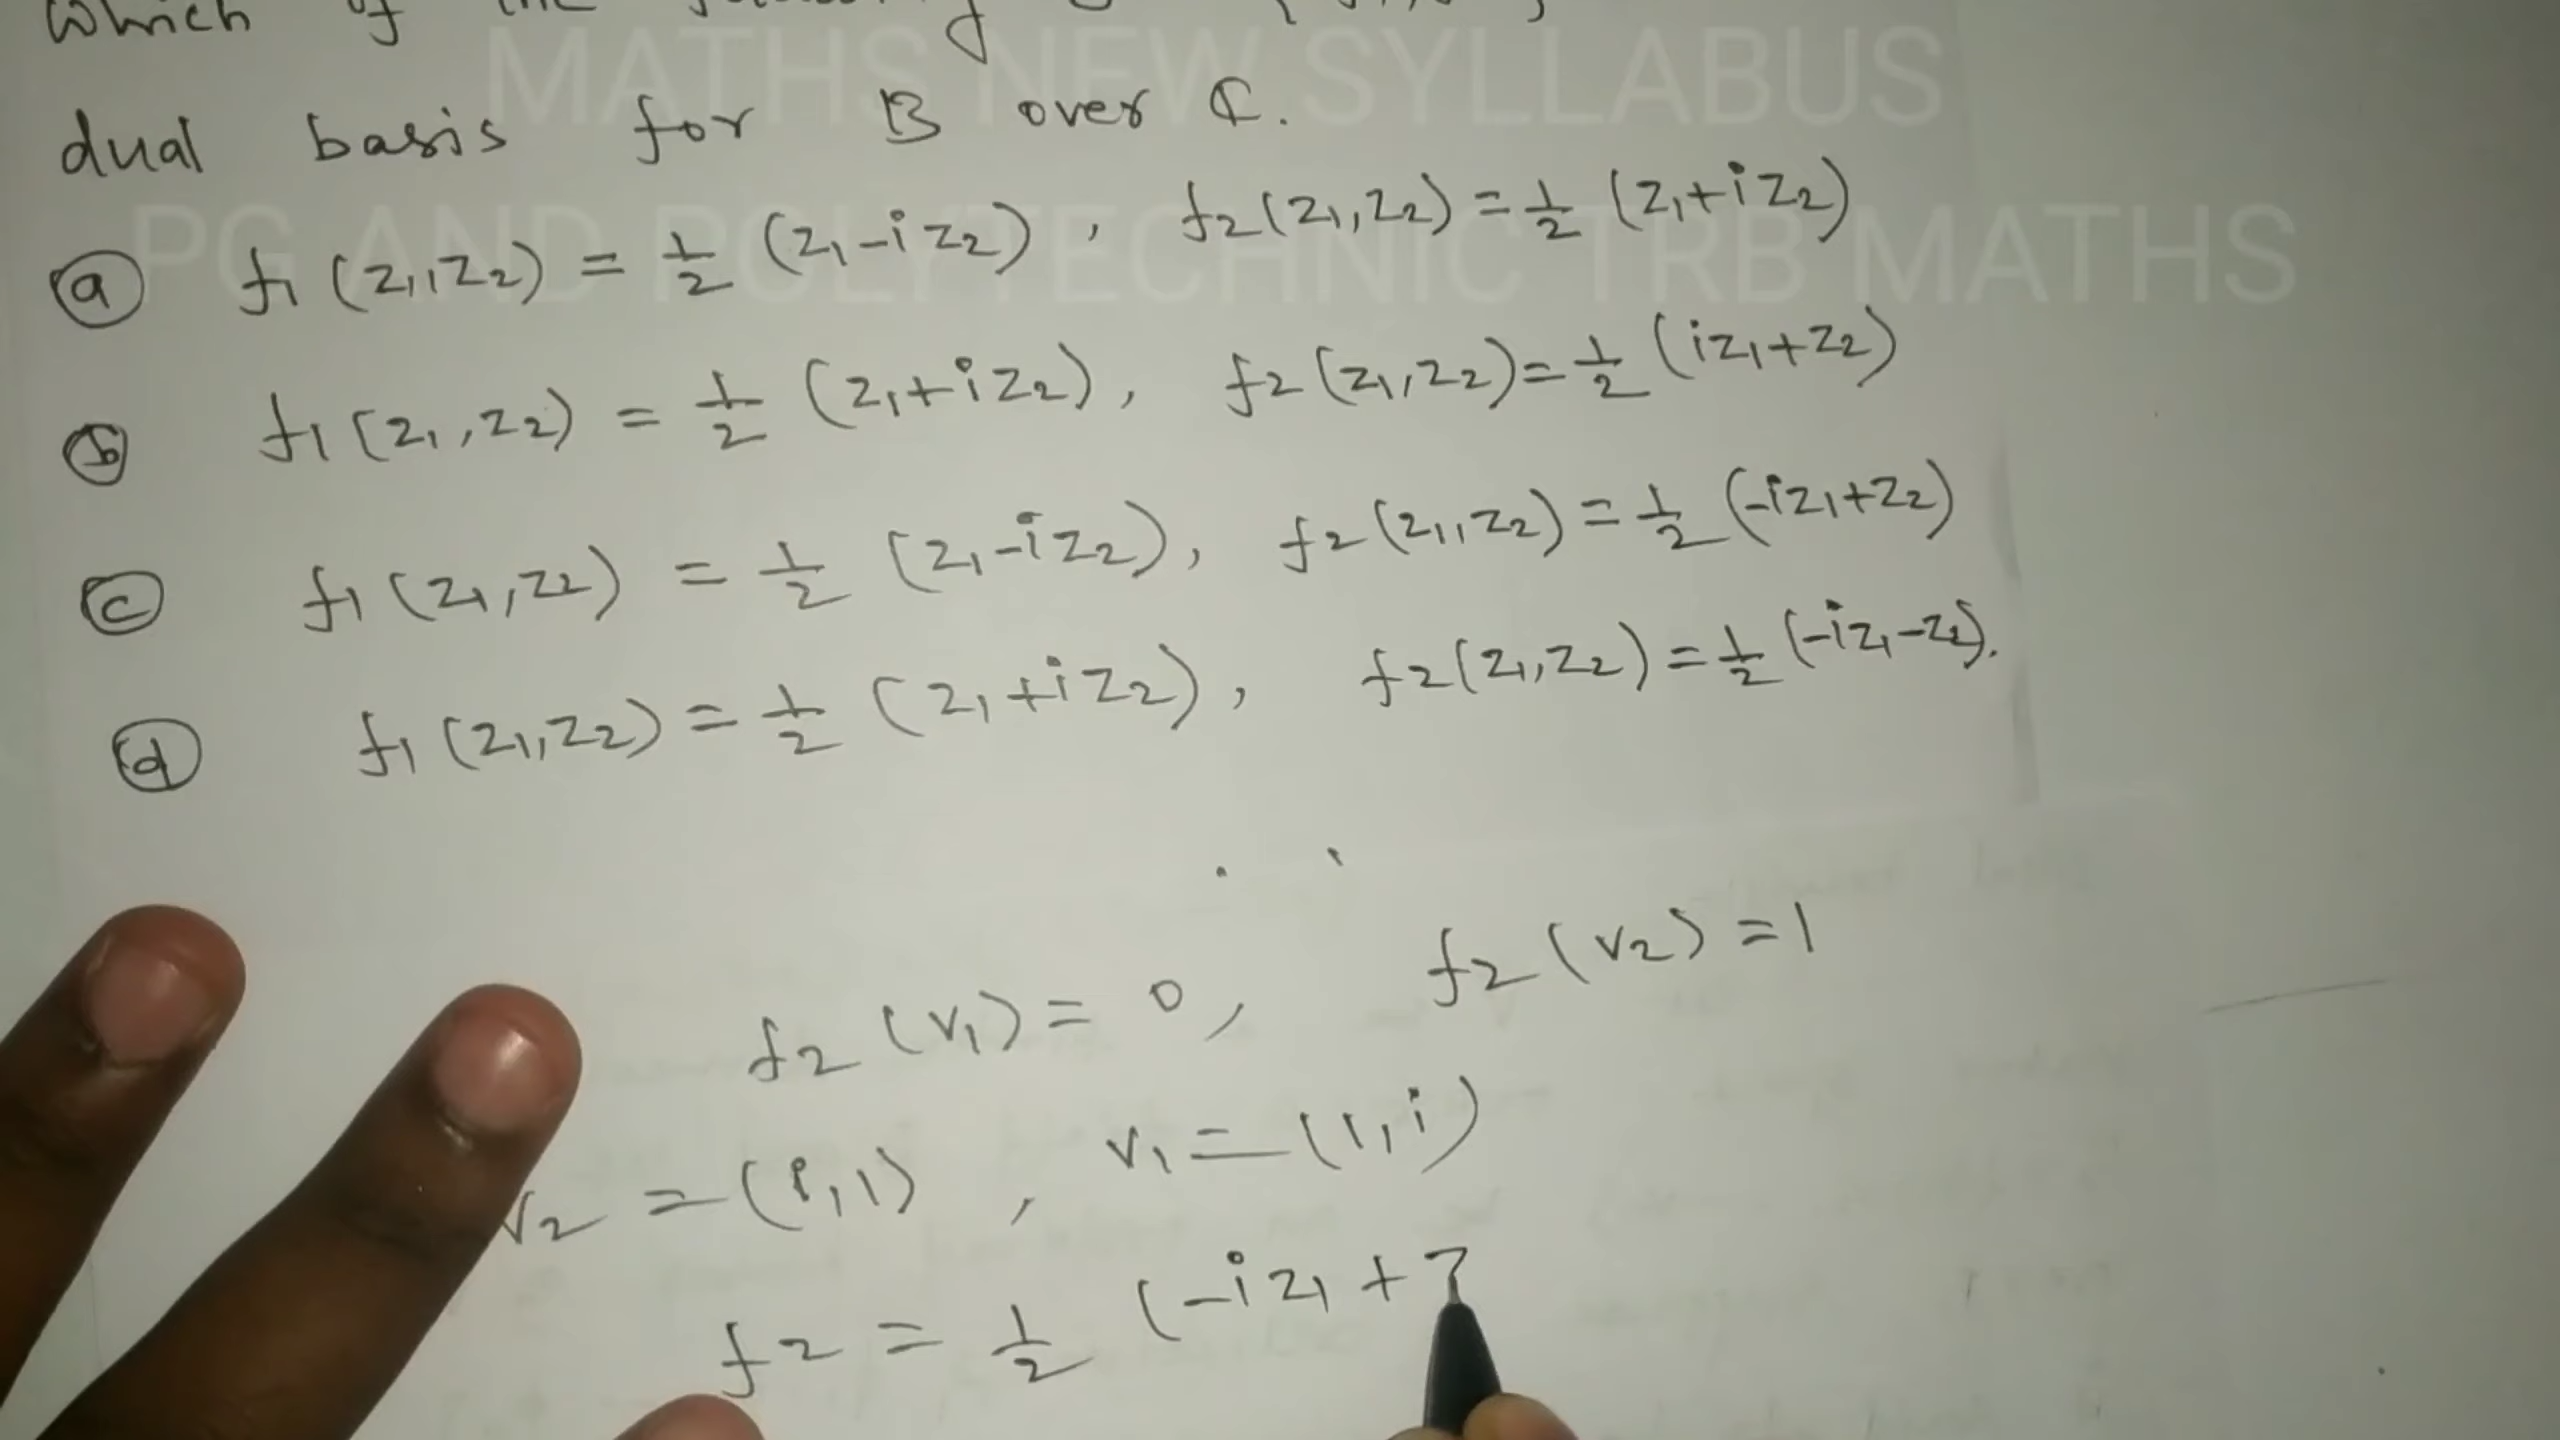 Which of the
MATHS NEW SYLLABUS
dual basis for B over ℂ.
PG AND POLYTECHNIC TRB MATHS
ⓐ f1 (z1,z2) = 1/2 (z1-iz2) , f2(z1,z2) = 1/2 (z1+iz2)
ⓑ f1 (z1,z2) = 1/2 (z1+iz2), f2(z1,z2) = 1/2 (iz1+z2)
ⓒ f1 (z1,z2) = 1/2 (z1-iz2), f2(z1,z2) = 1/2 (-iz1+z2)
ⓓ f1 (z1,z2) = 1/2 (z1+iz2), f2(z1,z2) = 1/2 (-iz1-z2).
f2 (v1) = 0, f2 (v2) = 1
v2 = (i,1) , v1 = (1,i)
f2 = 1/2 (-iz1 +